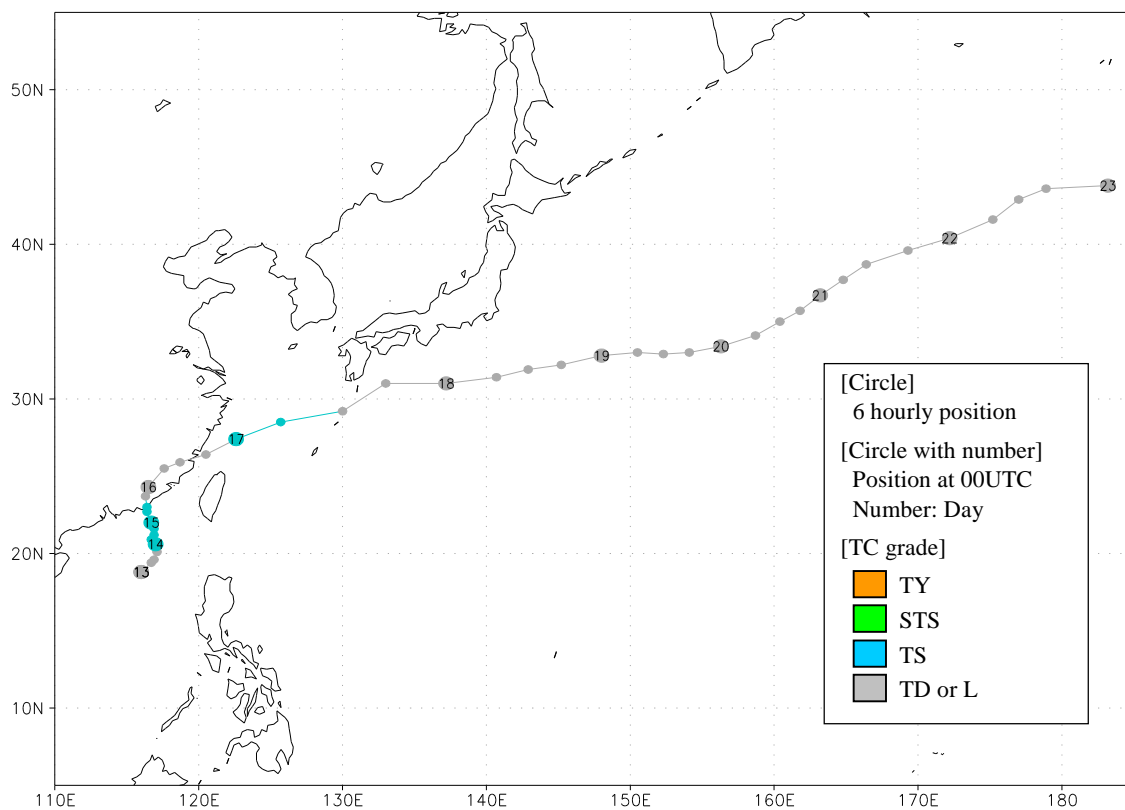 50N
40N
30N
20N
10N
110E 120E 130E 140E 150E 160E 170E 180
13
14
15
16
17
18
19
20
21
22
23
[Circle]
6 hourly position
[Circle with number]
Position at 00UTC
Number: Day
[TC grade]
TY
STS
TS
TD or L